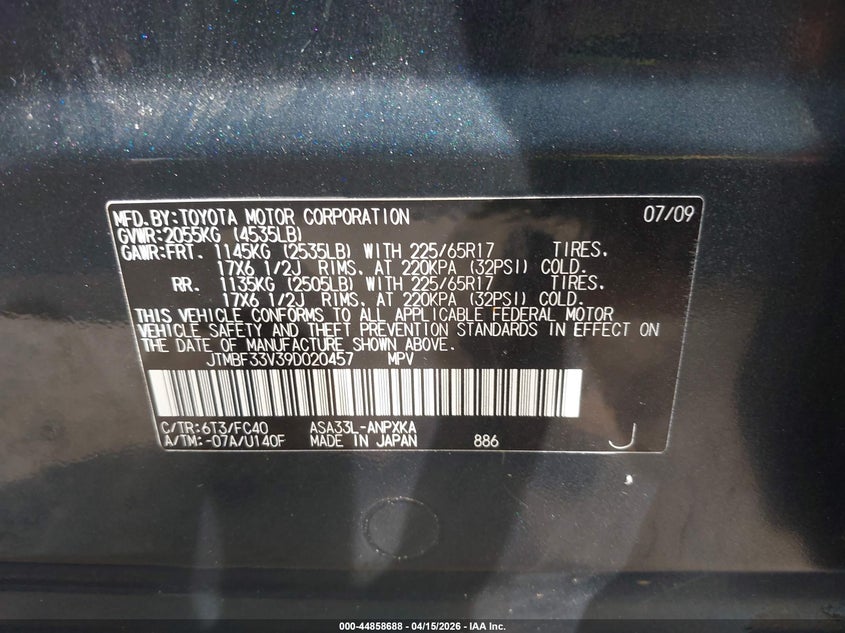 MFD.BY:TOYOTA MOTOR CORPORATION 07/09
GVWR:2055KG (4535LB)
GAWR:FRT. 1145KG (2535LB) WITH 225/65R17 TIRES,
17X6 1/2J RIMS, AT 220KPA (32PSI) COLD.
RR. 1135KG (2505LB) WITH 225/65R17 TIRES,
17X6 1/2J RIMS, AT 220KPA (32PSI) COLD.
THIS VEHICLE CONFORMS TO ALL APPLICABLE FEDERAL MOTOR
VEHICLE SAFETY AND THEFT PREVENTION STANDARDS IN EFFECT ON
THE DATE OF MANUFACTURE SHOWN ABOVE.
JTMBF33V39D020457 MPV
C/TR:6T3/FC40 ASA33L-ANPXKA
A/TM:-07A/U140F MADE IN JAPAN 886 J
000-44858688 - 04/15/2026 - IAA Inc.